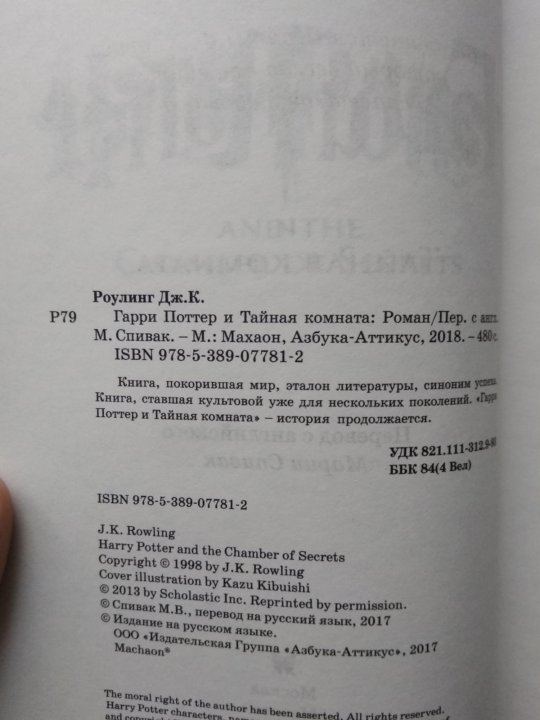 Роулинг Дж.К.
Р79 Гарри Поттер и Тайная комната: Роман/Пер. с англ.
М. Спивак. – М.: Махаон, Азбука-Аттикус, 2018. – 480 с.
ISBN 978-5-389-07781-2
Книга, покорившая мир, эталон литературы, синоним успеха.
Книга, ставшая культовой уже для нескольких поколений. «Гарри
Поттер и Тайная комната» – история продолжается.
УДК 821.111-312.9-93
ББК 84(4 Вел)
ISBN 978-5-389-07781-2
J.K. Rowling
Harry Potter and the Chamber of Secrets
Copyright © 1998 by J.K. Rowling
Cover illustration by Kazu Kibuishi
© 2013 by Scholastic Inc. Reprinted by permission.
© Спивак М.В., перевод на русский язык, 2017
© Издание на русском языке.
ООО «Издательская Группа «Азбука-Аттикус», 2017
Machaon®
The moral right of the author has been asserted. All rights reserved.
Harry Potter characters,
and